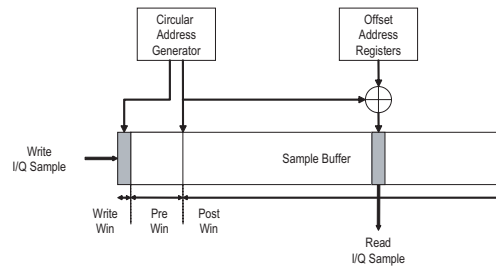 Circular
Address
Generator
Offset
Address
Registers
Write
I/Q Sample
Sample Buffer
Write
Win
Pre
Win
Post
Win
Read
I/Q Sample